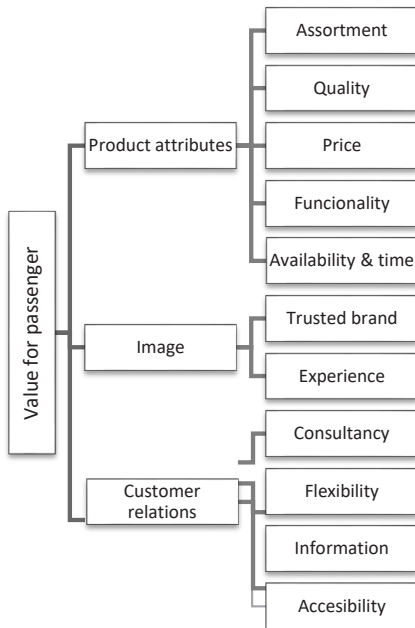 Value for passenger
Product attributes
Assortment
Quality
Price
Funcionality
Availability & time
Image
Trusted brand
Experience
Customer
relations
Consultancy
Flexibility
Information
Accesibility